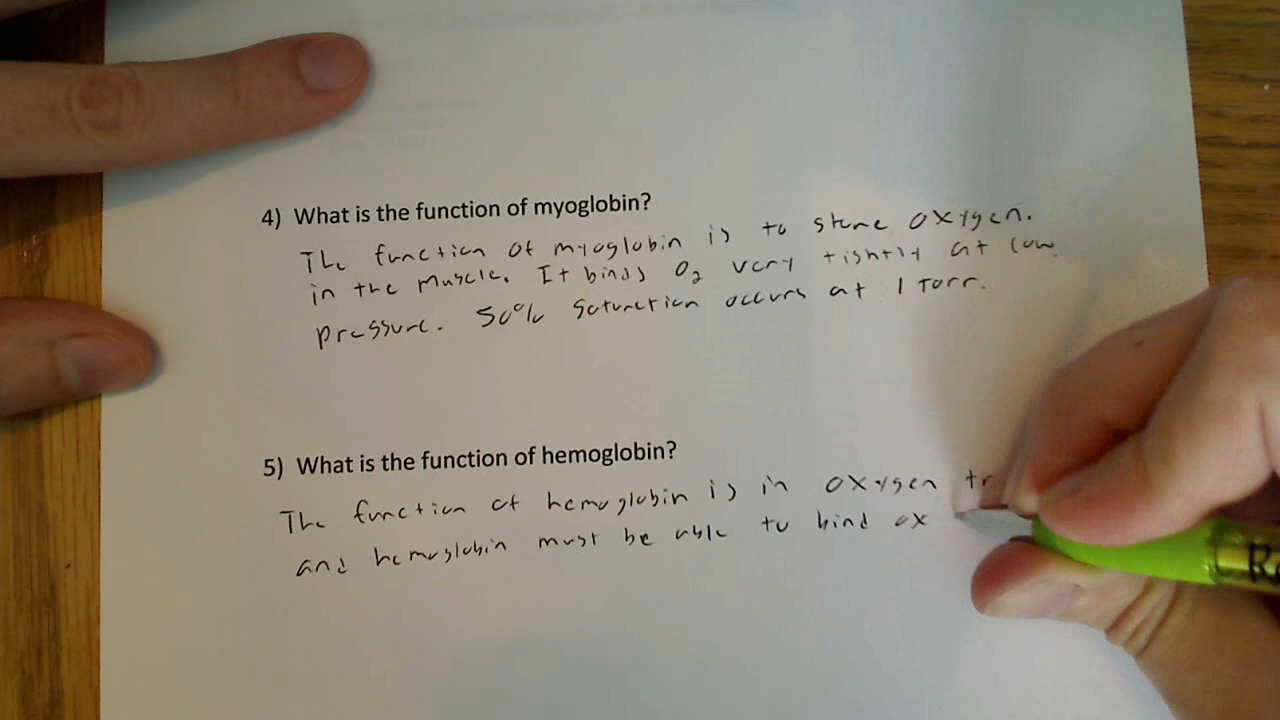 4) What is the function of myoglobin?
The function of myoglobin is to store oxygen.
in the muscle. It binds O₂ very tightly at low
pressure. 50% saturation occurs at 1 torr.
5) What is the function of hemoglobin?
The function of hemoglobin is in oxygen tr
and hemoglobin must be able to bind ox